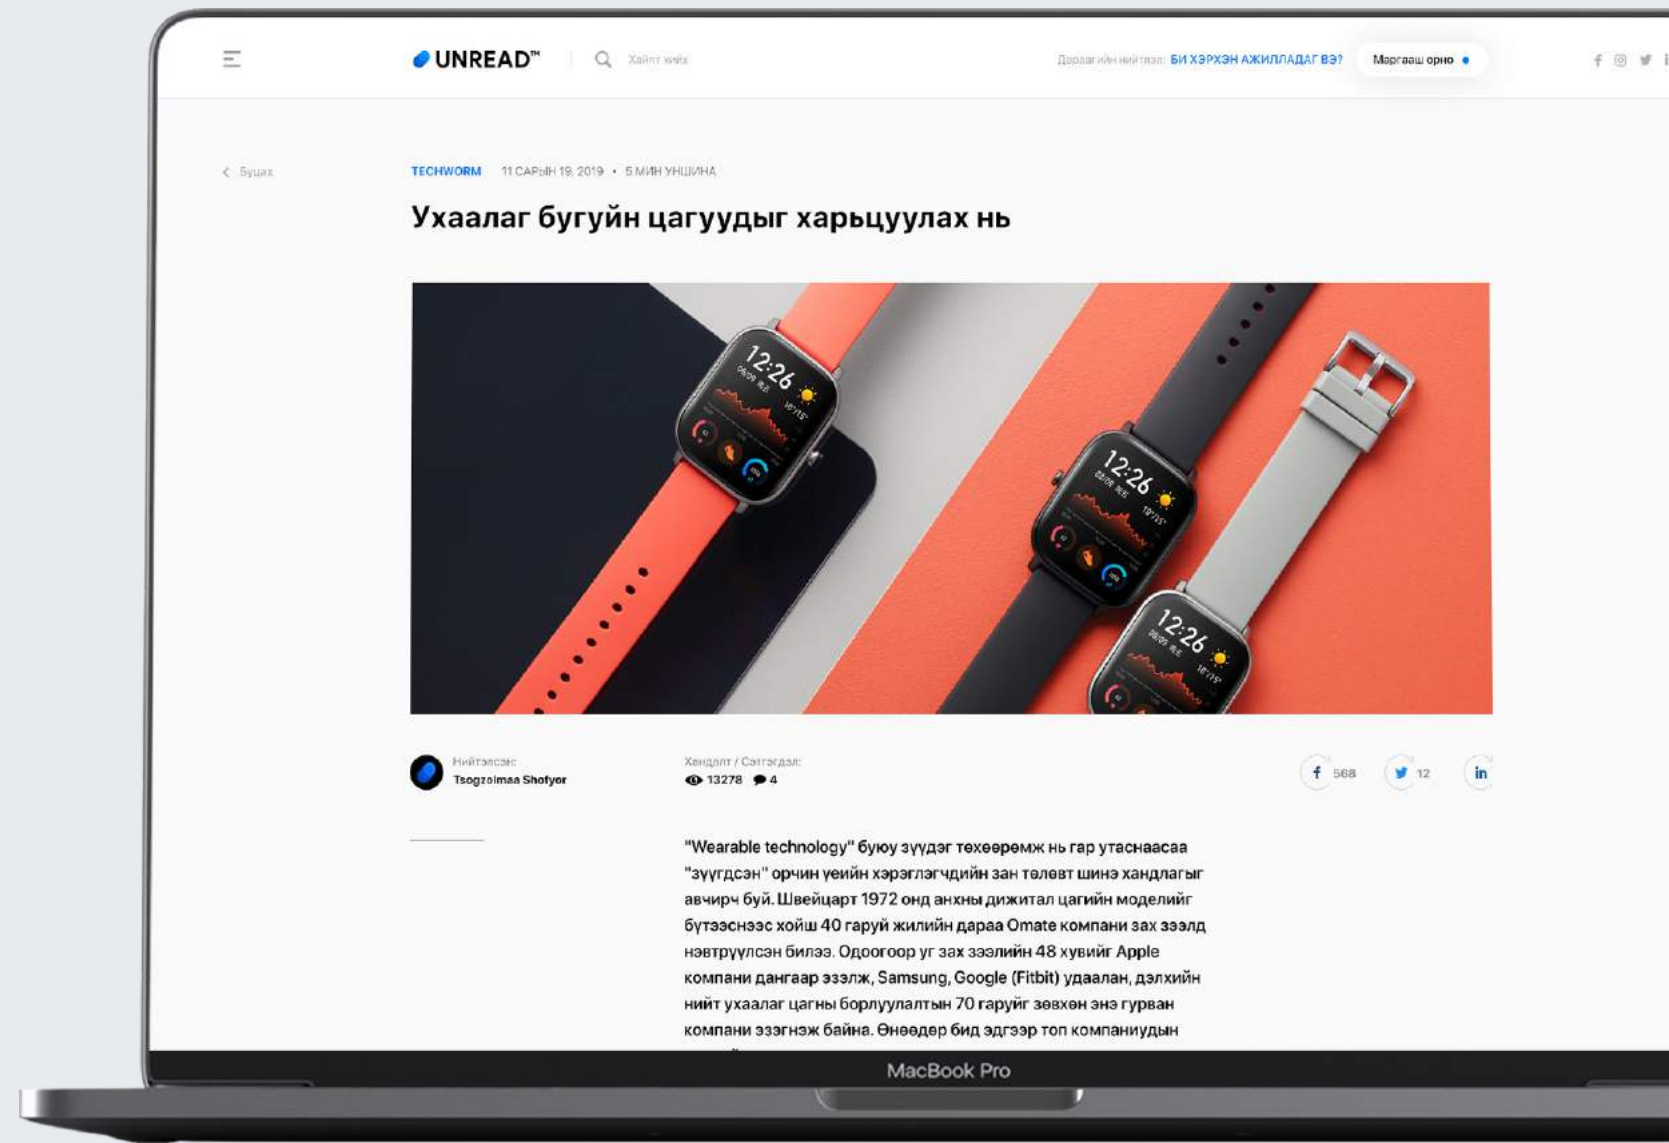 UNREAD™
Хайлт хийх
Дараагийн нийтлэл: БИ ХЭРХЭН АЖИЛЛАДАГ ВЭ?
Маргааш орно
Буцах
TECHWORM 11 САРЫН 19, 2019 • 5 МИН УНШИНА
Ухаалаг бугуйн цагуудыг харьцуулах нь
12:26
12:26
12:26
Нийтэлсэн:
Tsogzolmaa Shofyor
Хандалт / Сэтгэгдэл:
13278 4
568 12
"Wearable technology" буюу зүүдэг төхөөрөмж нь гар утаснаасаа
"зүүгдсэн" орчин үеийн хэрэглэгчдийн зан төлөвт шинэ хандлагыг
авчирч буй. Швейцарт 1972 онд анхны дижитал цагийн моделийг
бүтээснээс хойш 40 гаруй жилийн дараа Omate компани зах зээлд
нэвтрүүлсэн билээ. Одоогоор уг зах зээлийн 48 хувийг Apple
компани дангаар эзэлж, Samsung, Google (Fitbit) удаалан, дэлхийн
нийт ухаалаг цагны борлуулалтын 70 гаруйг зөвхөн энэ гурван
компани эзэгнэж байна. Өнөөдөр бид эдгээр топ компаниудын
MacBook Pro